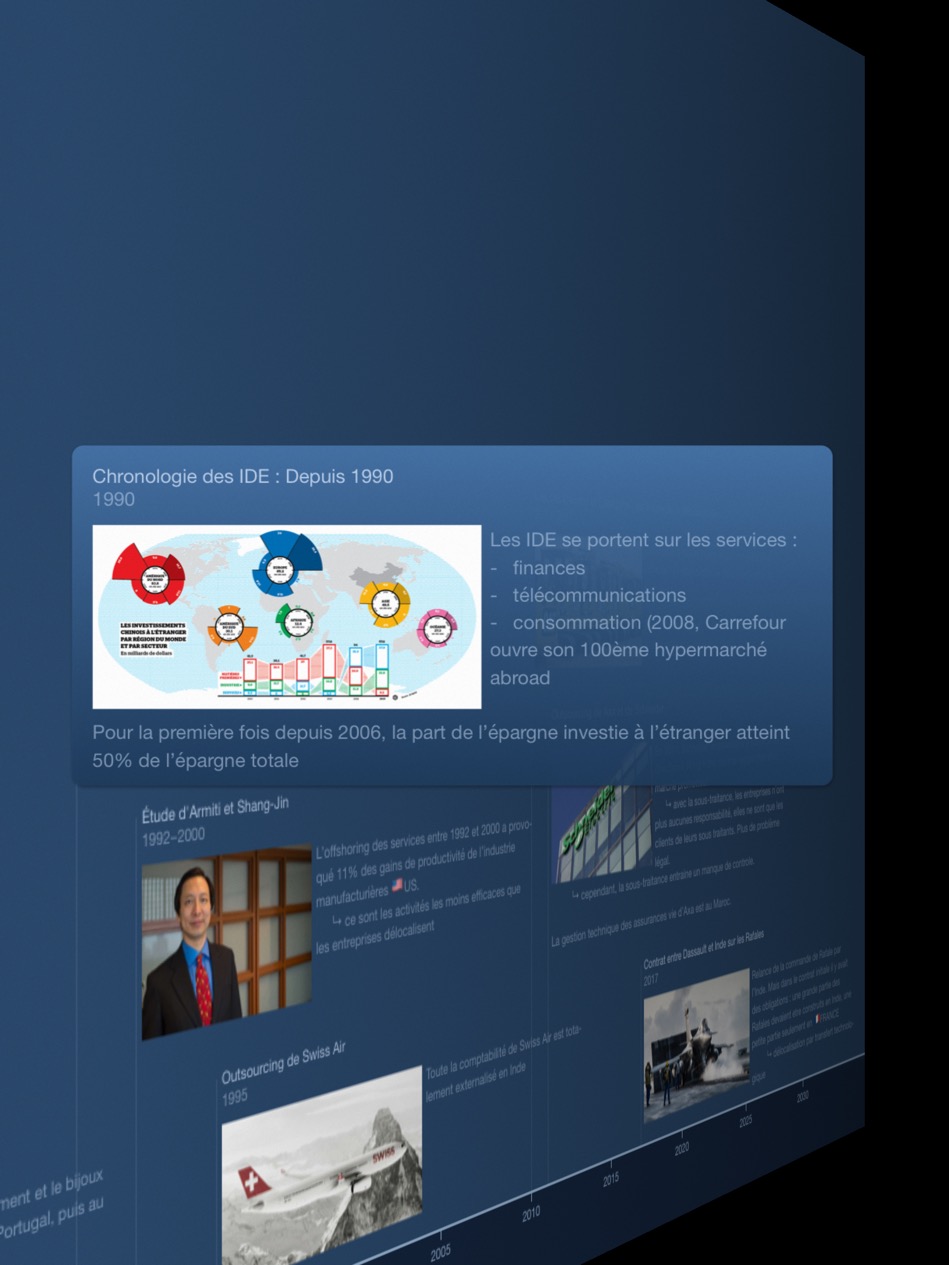 Chronologie des IDE : Depuis 1990
1990
LES INVESTISSEMENTS
CHINOIS À L'ÉTRANGER
PAR RÉGION DU MONDE
ET PAR SECTEUR
En milliards de dollars
Les IDE se portent sur les services :
- finances
- télécommunications
- consommation (2008, Carrefour
ouvre son 100ème hypermarché
abroad
Pour la première fois depuis 2006, la part de l'épargne investie à l'étranger atteint
50% de l'épargne totale
Étude d'Armiti et Shang-Jin
1992–2000
L'offshoring des services entre 1992 et 2000 a provo-
qué 11% des gains de productivité de l'industrie
manufacturières 🇺🇸 US.
↳ ce sont les activités les moins efficaces que
les entreprises délocalisent
↳ avec la sous-traitance, les entreprises n'ont
plus aucunes responsabilité, elles ne sont que les
clients de leurs sous traitants. Plus de problème
légal.
↳ cependant, la sous-traitance entraine un manque de controle.
La gestion technique des assurances vie d'Axa est au Maroc.
Outsourcing de Swiss Air
1995
Toute la comptabilité de Swiss Air est tota-
lement externalisé en Inde
SWISS
Contrat entre Dassault et Inde sur les Rafales
2017
Relance de la commande de Rafale par
l'Inde. Mais dans le contrat initiale il y avait
des obligations : une grande partie des
Rafales devaient être construits en Inde, une
petite partie seulement en FRANCE
↳ délocalisation par transfert technolo-
gique
ment et le bijoux
Portugal, puis au
2005
2010
2015
2020
2025
2030